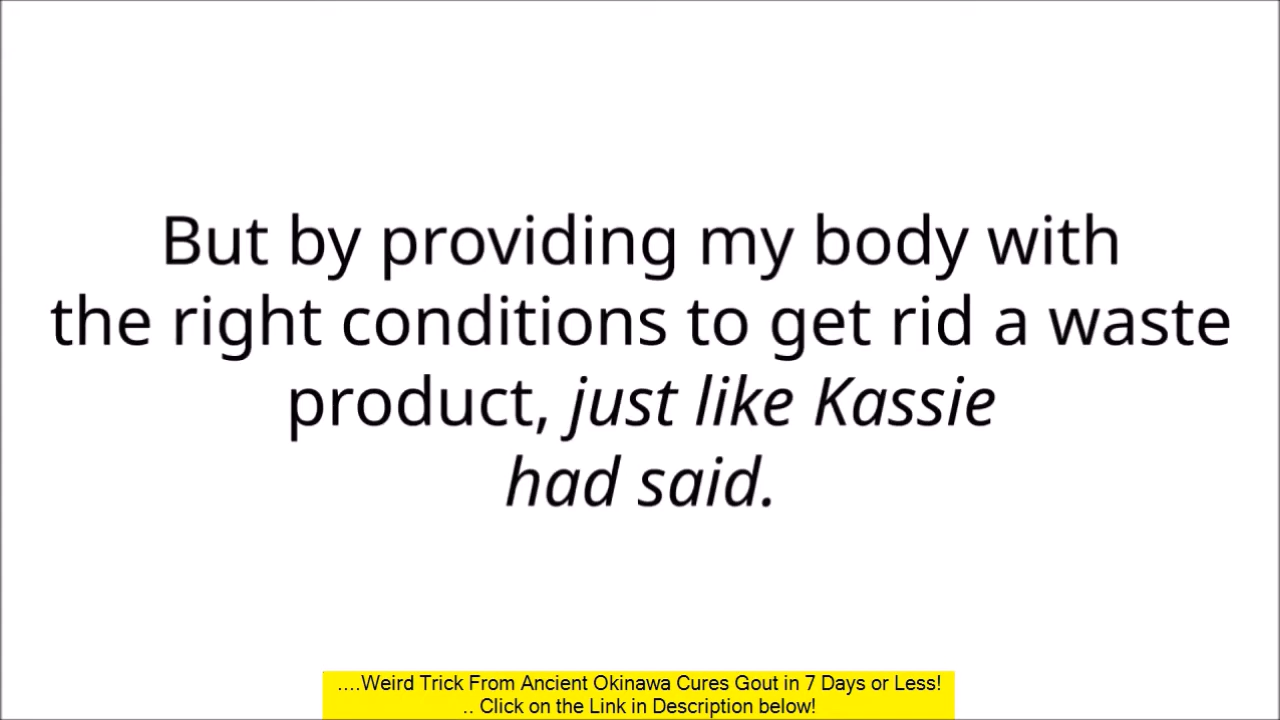 But by providing my body with
the right conditions to get rid a waste
product, just like Kassie
had said.
....Weird Trick From Ancient Okinawa Cures Gout in 7 Days or Less!
.. Click on the Link in Description below!